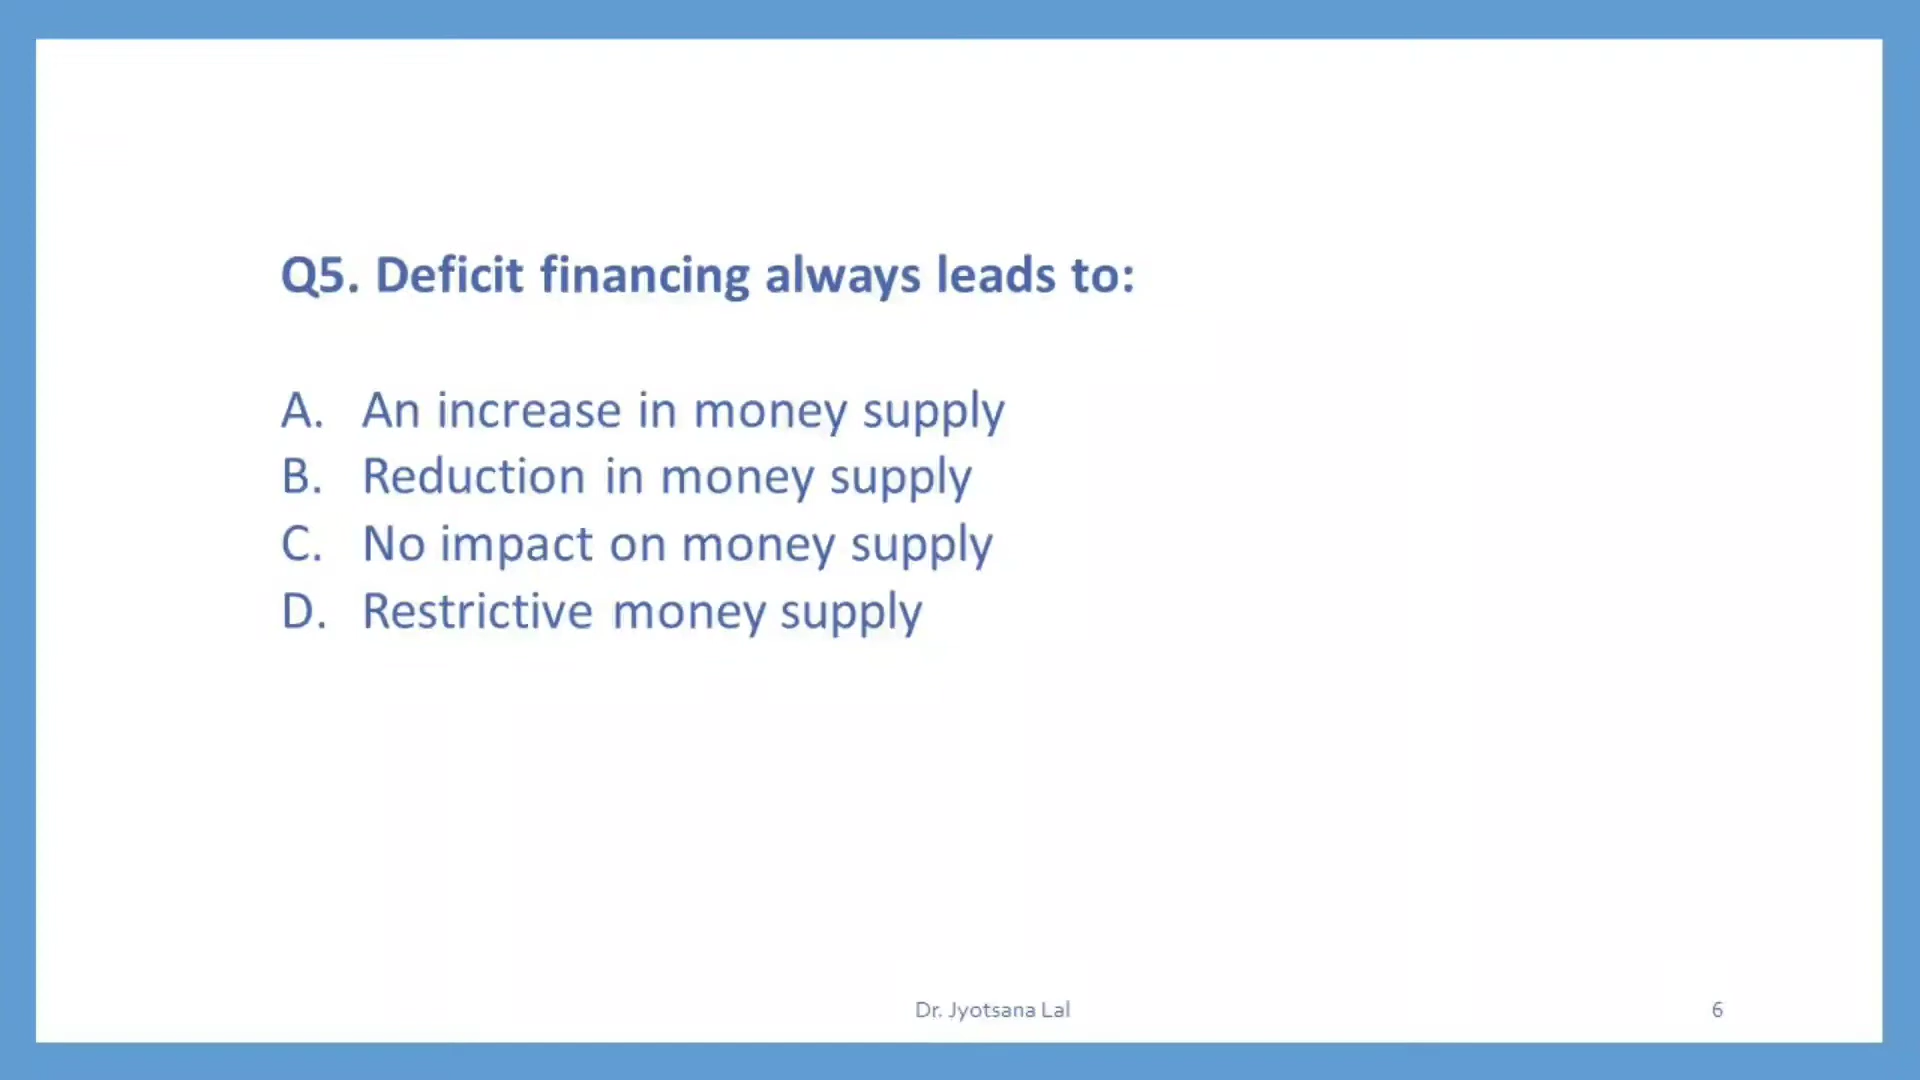 Q5. Deficit financing always leads to:
A. An increase in money supply
B. Reduction in money supply
C. No impact on money supply
D. Restrictive money supply
Dr. Jyotsana Lal
6